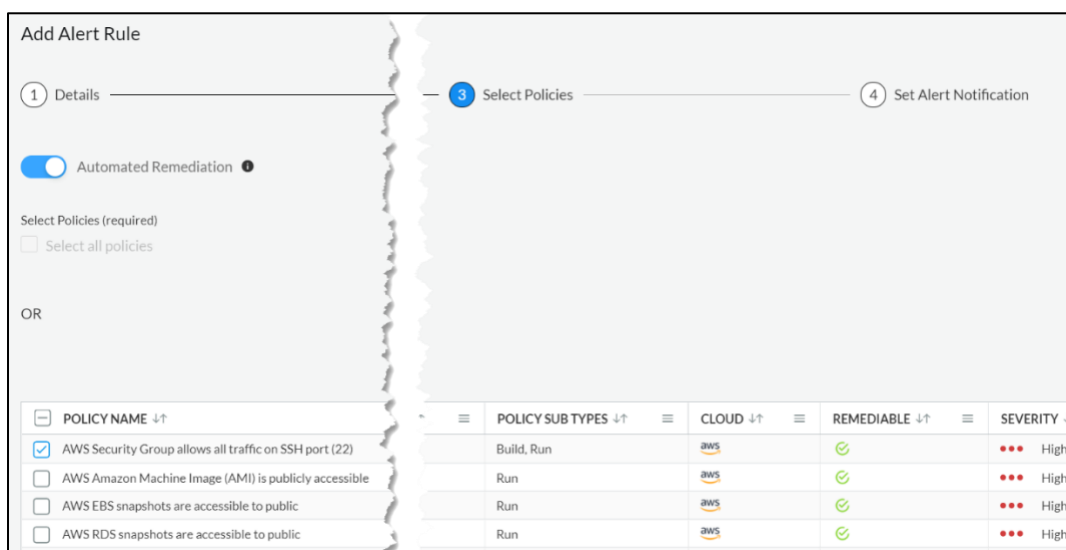 Add Alert Rule
1 Details 3 Select Policies 4 Set Alert Notification
Automated Remediation
Select Policies (required)
Select all policies
OR
POLICY NAME POLICY SUB TYPES CLOUD REMEDIABLE SEVERITY
AWS Security Group allows all traffic on SSH port (22) Build, Run aws High
AWS Amazon Machine Image (AMI) is publicly accessible Run aws High
AWS EBS snapshots are accessible to public Run aws High
AWS RDS snapshots are accessible to public Run aws High